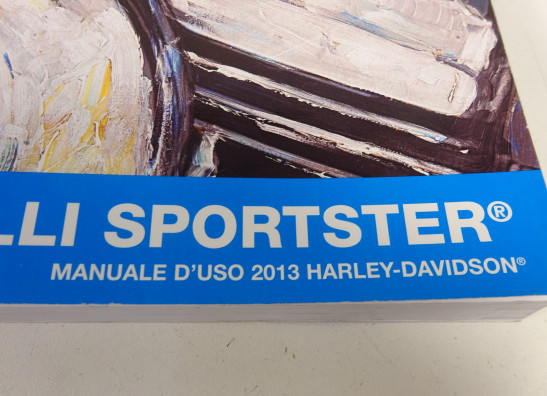 LLI SPORTSTER®
MANUALE D'USO 2013 HARLEY-DAVIDSON®